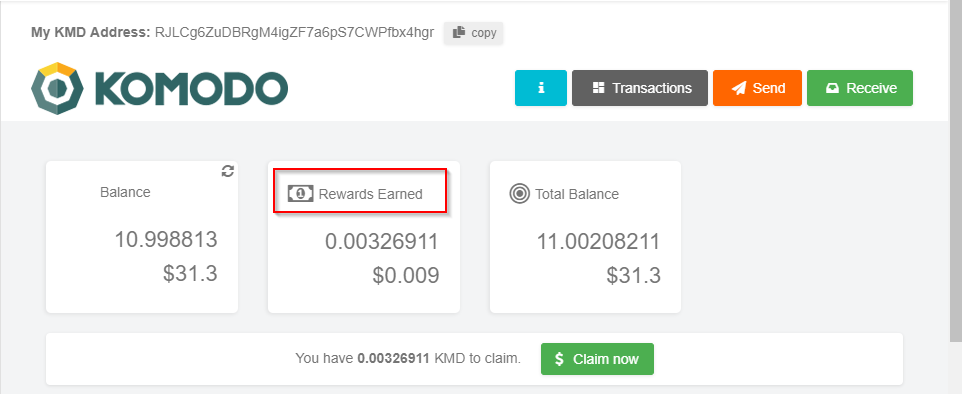 My KMD Address: RJLCg6ZuDBRgM4igZF7a6pS7CWPfbx4hgr copy
KOMODO
i Transactions Send Receive
Balance
10.998813
$31.3
1 Rewards Earned
0.00326911
$0.009
Total Balance
11.00208211
$31.3
You have 0.00326911 KMD to claim. $ Claim now